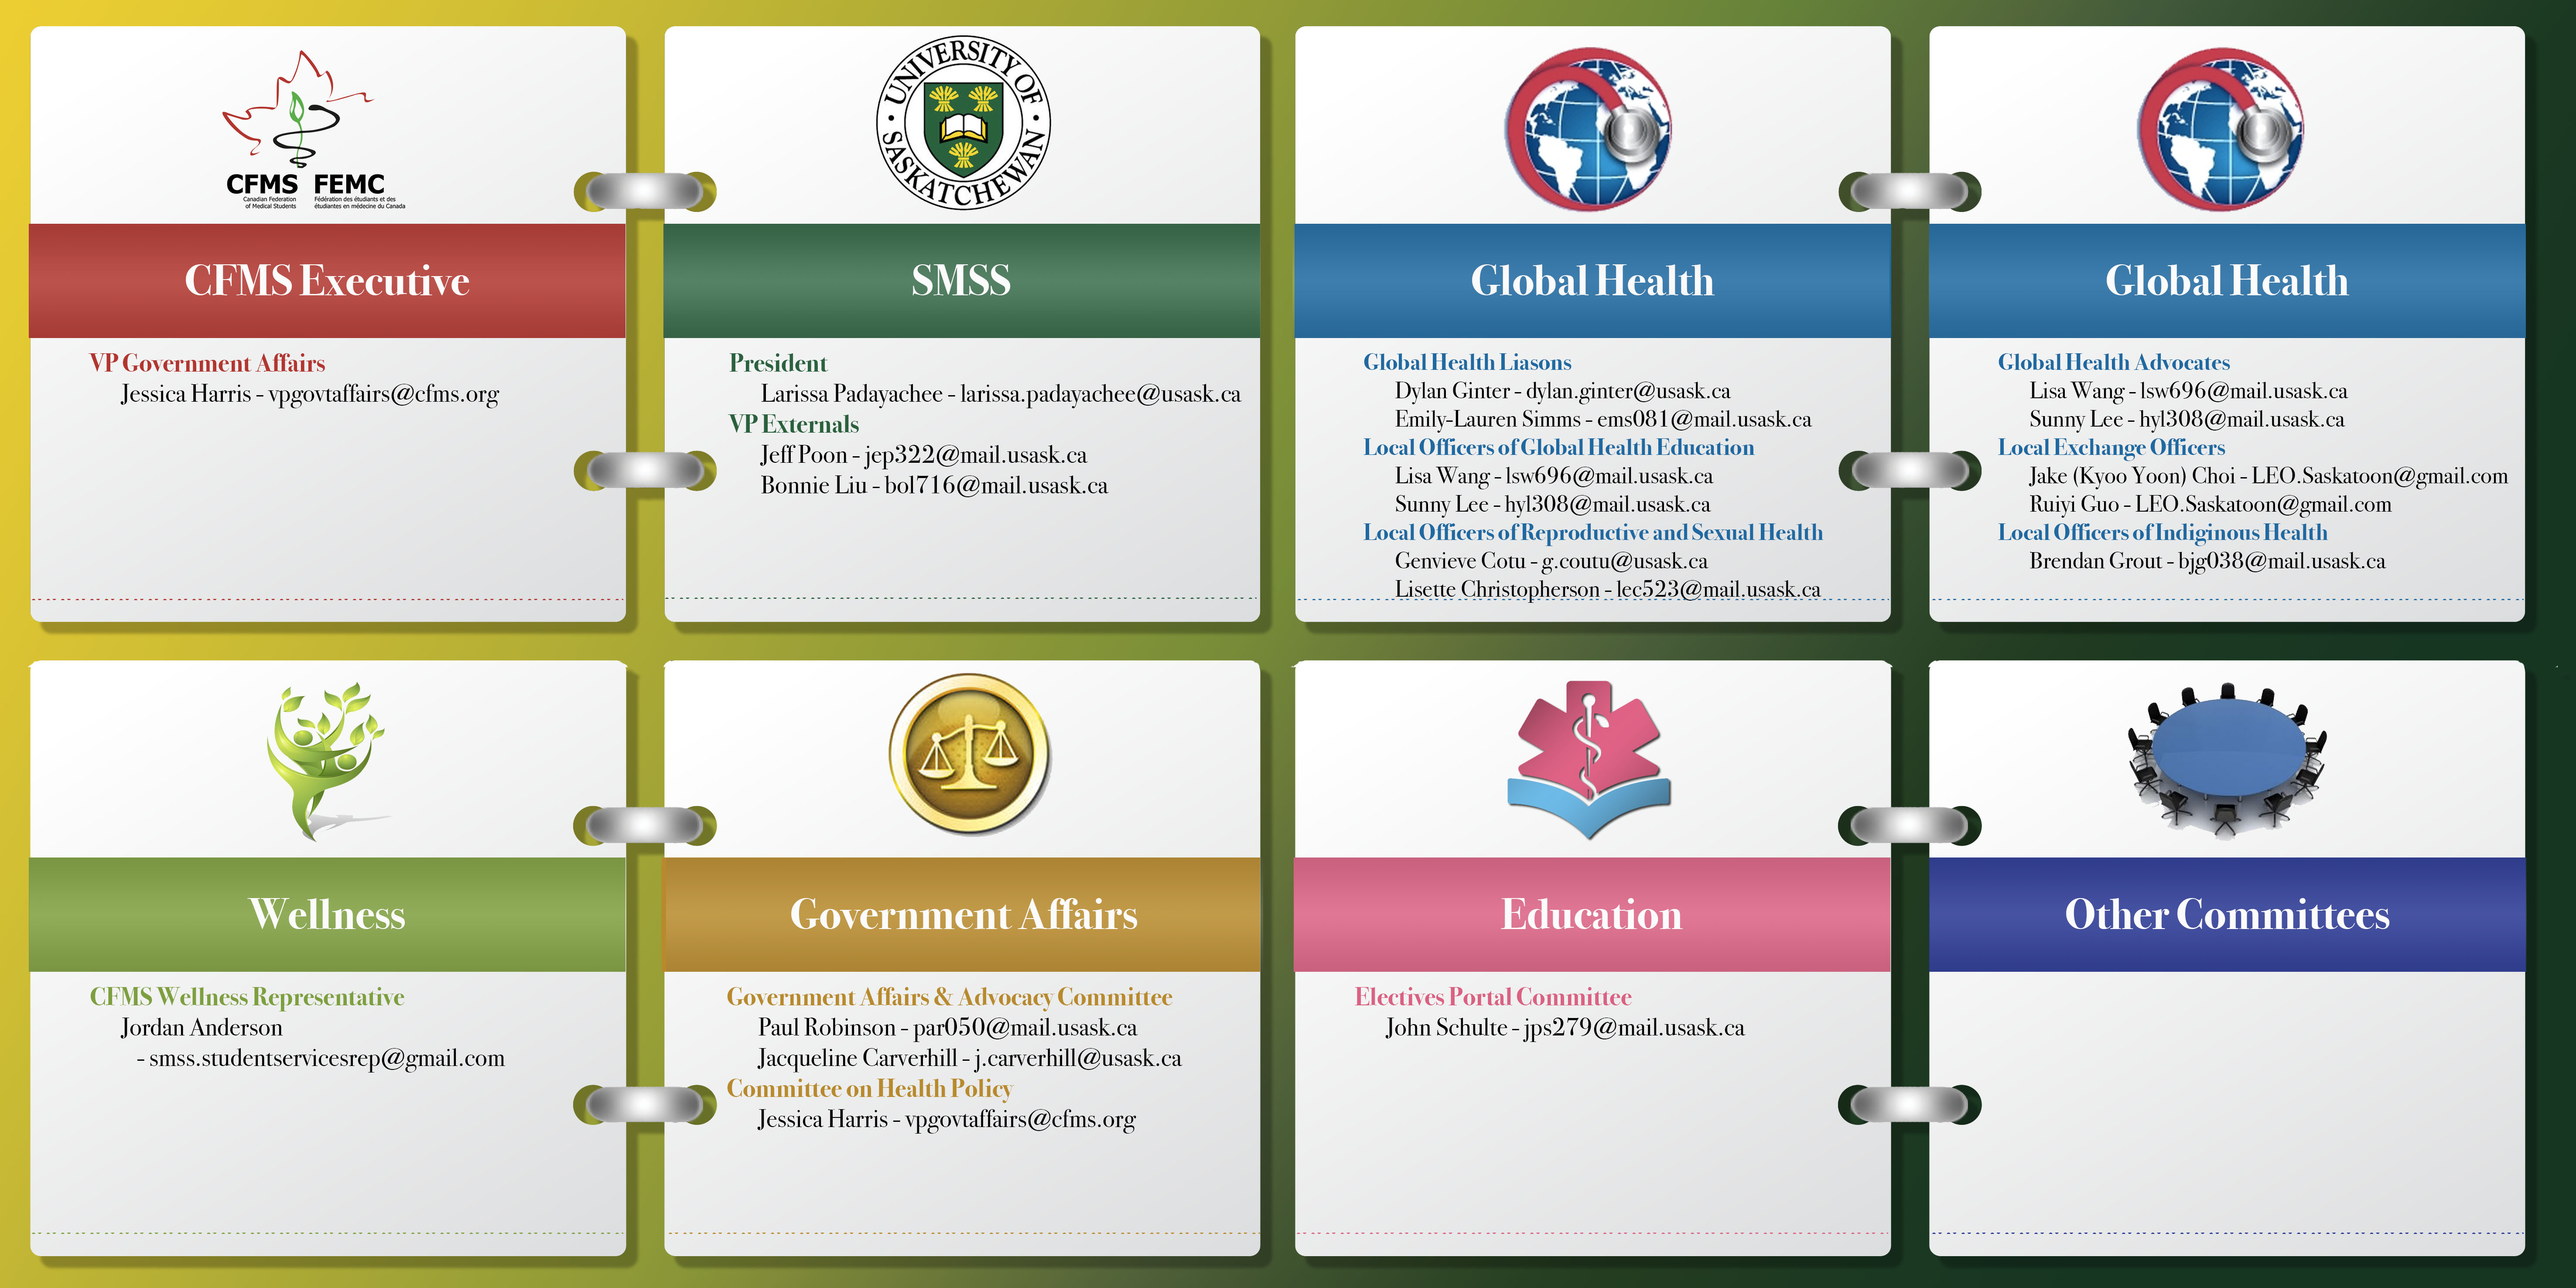 CFMS FEMC
Canadian Federation
of Medical Students
Fédération des étudiants et des
étudiantes en médecine du Canada
CFMS Executive
VP Government Affairs
Jessica Harris - vpgovtaffairs@cfms.org
UNIVERSITY OF
SASKATCHEWAN
SMSS
President
Larissa Padayachee - larissa.padayachee@usask.ca
VP Externals
Jeff Poon - jep322@mail.usask.ca
Bonnie Liu - bol716@mail.usask.ca
Global Health
Global Health Liasons
Dylan Ginter - dylan.ginter@usask.ca
Emily-Lauren Simms - ems081@mail.usask.ca
Local Officers of Global Health Education
Lisa Wang - lsw696@mail.usask.ca
Sunny Lee - hyl308@mail.usask.ca
Local Officers of Reproductive and Sexual Health
Genvieve Cotu - g.coutu@usask.ca
Lisette Christopherson - lec523@mail.usask.ca
Global Health
Global Health Advocates
Lisa Wang - lsw696@mail.usask.ca
Sunny Lee - hyl308@mail.usask.ca
Local Exchange Officers
Jake (Kyoo Yoon) Choi - LEO.Saskatoon@gmail.com
Ruiyi Guo - LEO.Saskatoon@gmail.com
Local Officers of Indiginous Health
Brendan Grout - bjg038@mail.usask.ca
Wellness
CFMS Wellness Representative
Jordan Anderson
- smss.studentservicesrep@gmail.com
Government Affairs
Government Affairs & Advocacy Committee
Paul Robinson - par050@mail.usask.ca
Jacqueline Carverhill - j.carverhill@usask.ca
Committee on Health Policy
Jessica Harris - vpgovtaffairs@cfms.org
Education
Electives Portal Committee
John Schulte - jps279@mail.usask.ca
Other Committees